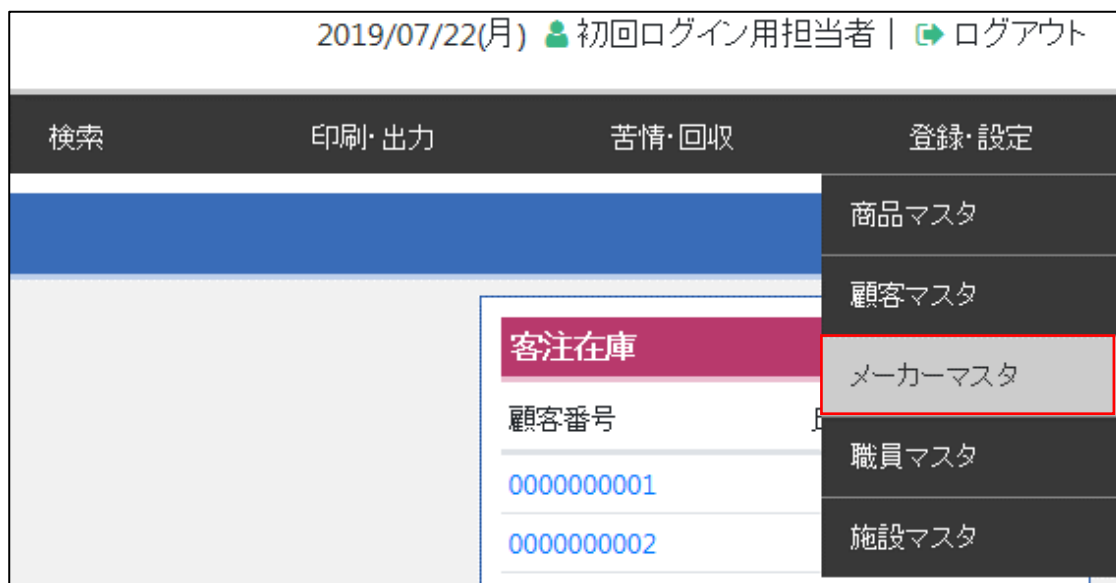 2019/07/22(月) 初回ログイン用担当者 | ログアウト
検索 印刷・出力 苦情・回収 登録・設定
商品マスタ
顧客マスタ
メーカーマスタ
職員マスタ
施設マスタ
客注在庫
顧客番号
0000000001
0000000002